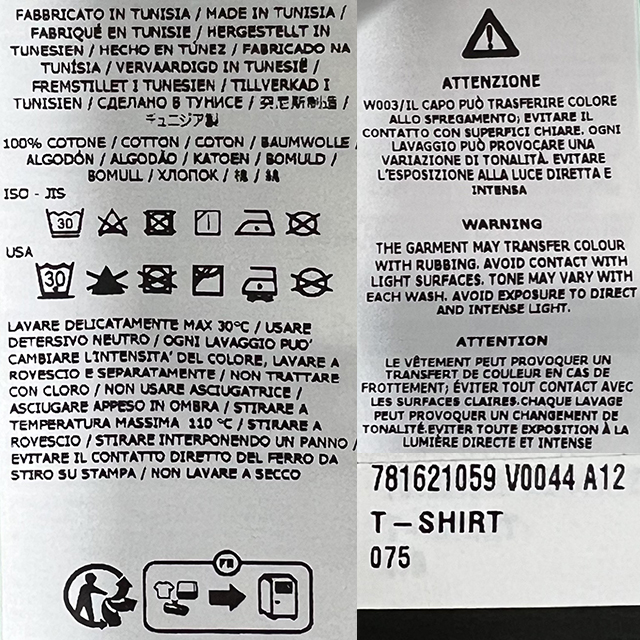 FABBRICATO IN TUNISIA / MADE IN TUNISIA /
FABRIQUÉ EN TUNISIE / HERGESTELLT IN
TUNESIEN / HECHO EN TÚNEZ / FABRICADO NA
TUNÍSIA / VERVAARDIGD IN TUNESIË /
FREMSTILLET I TUNESIEN / TILLVERKAD I
TUNISIEN / СДЕЛАНО В ТУНИСЕ / 突尼斯制造 /
チュニジア製
100% COTONE / COTTON / COTON / BAUMWOLLE /
ALGODÓN / ALGODÃO / KATOEN / BOMULD /
BOMULL / ХЛОПОК / 棉 / 綿
ISO - JIS
30
USA
30
LAVARE DELICATAMENTE MAX 30°C / USARE
DETERSIVO NEUTRO / OGNI LAVAGGIO PUO'
CAMBIARE L'INTENSITA' DEL COLORE, LAVARE A
ROVESCIO E SEPARATAMENTE / NON TRATTARE
CON CLORO / NON USARE ASCIUGATRICE /
ASCIUGARE APPESO IN OMBRA / STIRARE A
TEMPERATURA MASSIMA 110 °C / STIRARE A
ROVESCIO / STIRARE INTERPONENDO UN PANNO /
EVITARE IL CONTATTO DIRETTO DEL FERRO DA
STIRO SU STAMPA / NON LAVARE A SECCO
FR
ATTENZIONE
W003/IL CAPO PUÒ TRASFERIRE COLORE
ALLO SFREGAMENTO; EVITARE IL
CONTATTO CON SUPERFICI CHIARE. OGNI
LAVAGGIO PUÒ PROVOCARE UNA
VARIAZIONE DI TONALITÀ. EVITARE
L'ESPOSIZIONE ALLA LUCE DIRETTA E
INTENSA
WARNING
THE GARMENT MAY TRANSFER COLOUR
WITH RUBBING. AVOID CONTACT WITH
LIGHT SURFACES. TONE MAY VARY WITH
EACH WASH. AVOID EXPOSURE TO DIRECT
AND INTENSE LIGHT.
ATTENTION
LE VÊTEMENT PEUT PROVOQUER UN
TRANSFERT DE COULEUR EN CAS DE
FROTTEMENT; ÉVITER TOUT CONTACT AVEC
LES SURFACES CLAIRES.CHAQUE LAVAGE
PEUT PROVOQUER UN CHANGEMENT DE
TONALITÉ.EVITER TOUTE EXPOSITION À LA
LUMIÈRE DIRECTE ET INTENSE
781621059 V0044 A12
T-SHIRT
075